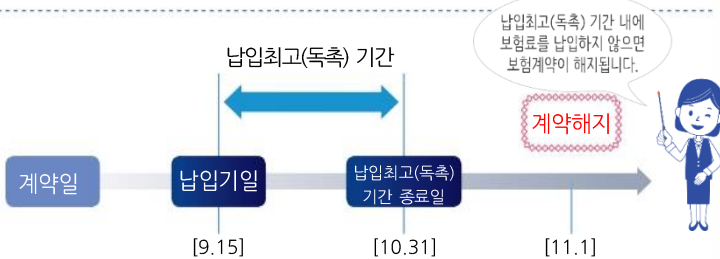 납입최고(독촉) 기간 내에
보험료를 납입하지 않으면
보험계약이 해지됩니다.
납입최고(독촉) 기간
계약해지
계약일
납입기일
납입최고(독촉)
기간 종료일
[9.15]
[10.31]
[11.1]